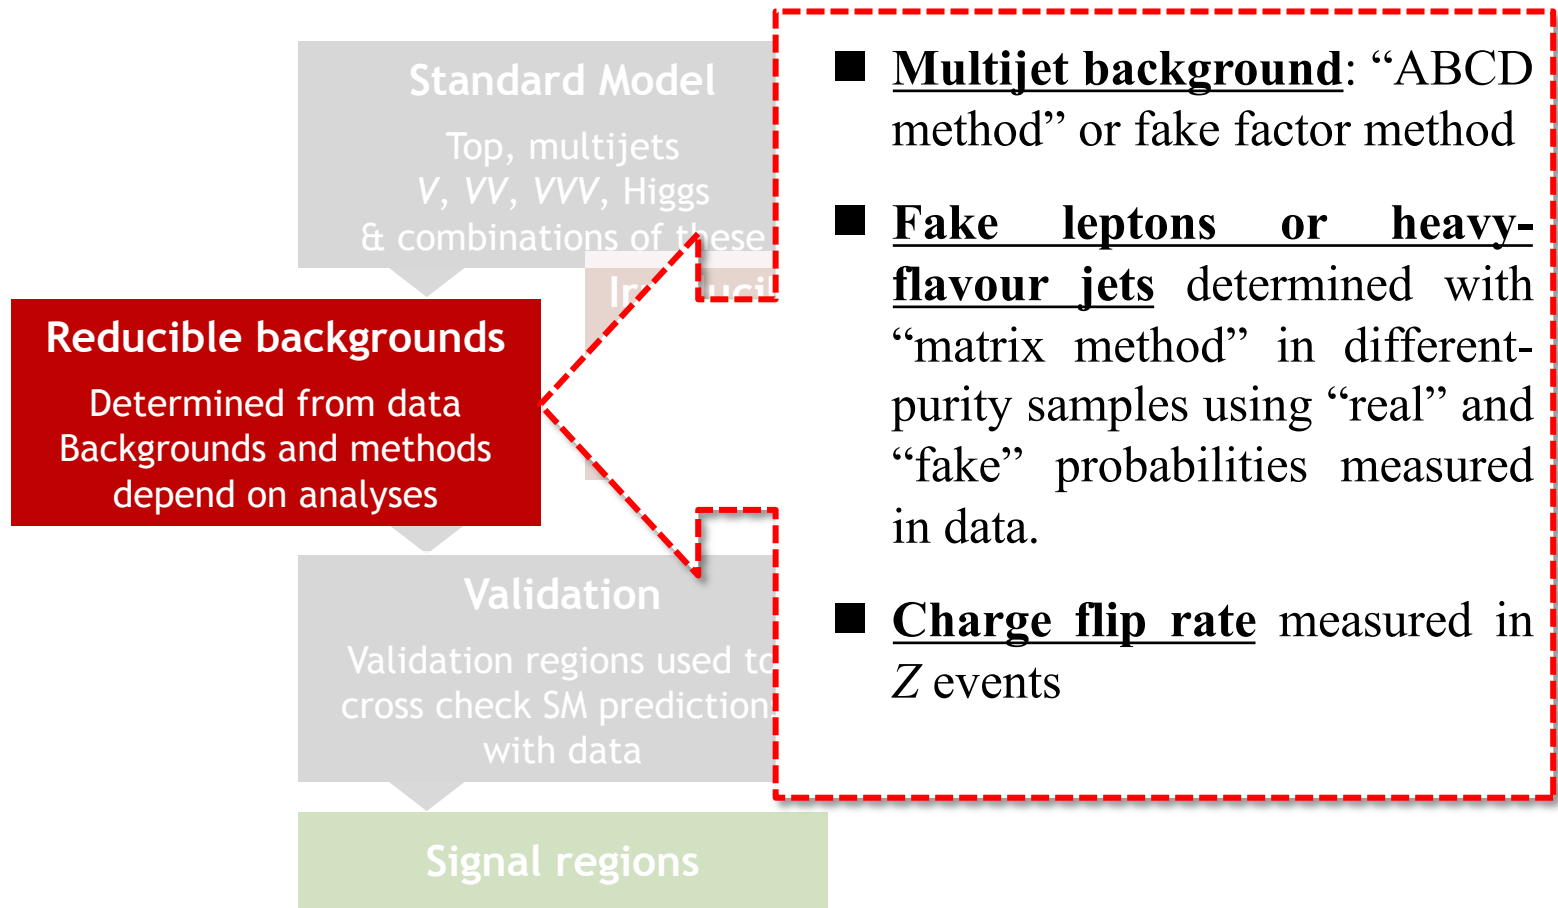 Standard Model
Top, multijets
V, VV, VVV, Higgs
& combinations of these
Reducible backgrounds
Determined from data
Backgrounds and methods
depend on analyses
Validation
Validation regions used to
cross check SM prediction
with data
Signal regions
■ Multijet background: “ABCD
method” or fake factor method
■ Fake leptons or heavy-
flavour jets determined with
“matrix method” in different-
purity samples using “real” and
“fake” probabilities measured
in data.
■ Charge flip rate measured in
Z events